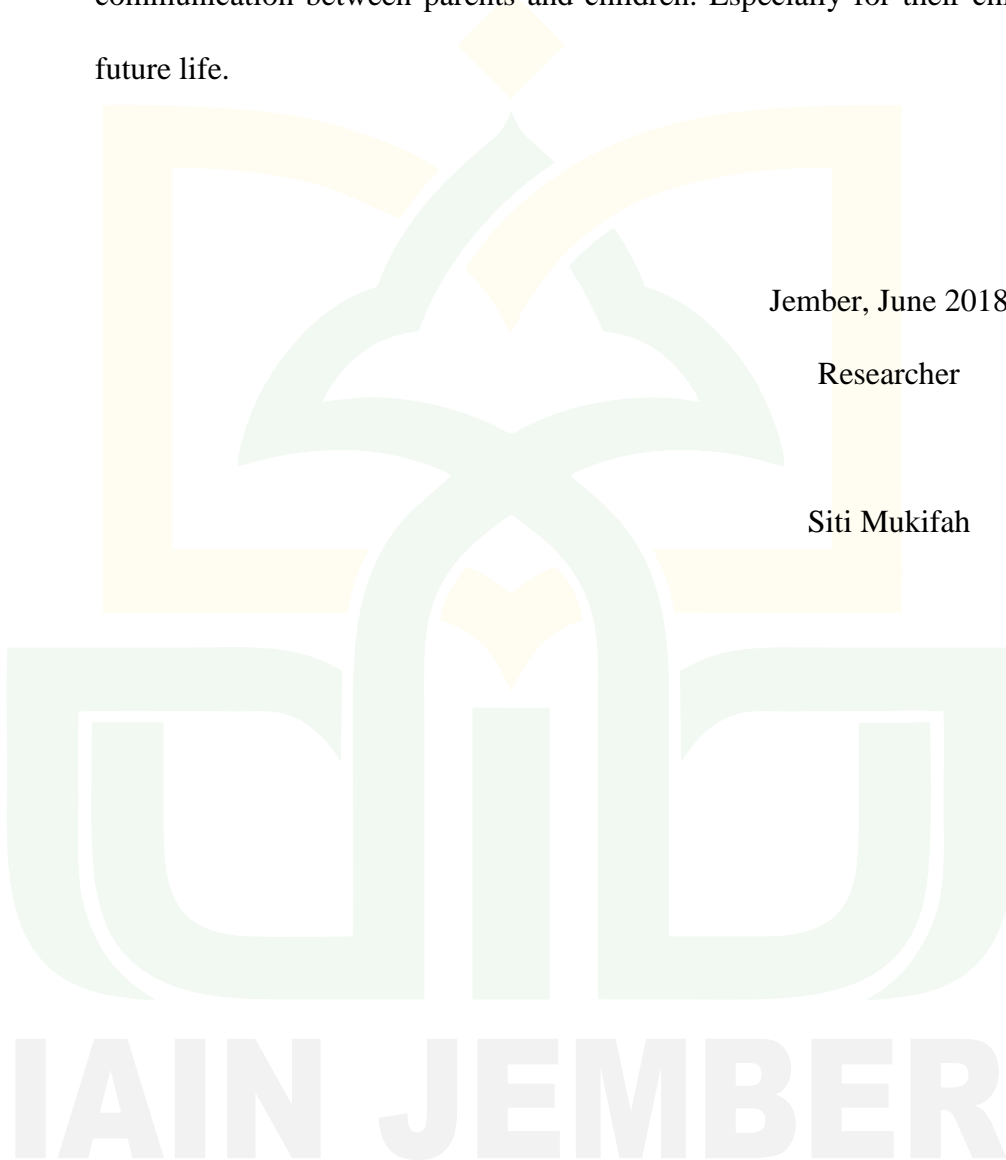 communication between parents and children. Especially for their
future life.
Jember, June 2018
Researcher
Siti Mukifah
IAIN JEMBER